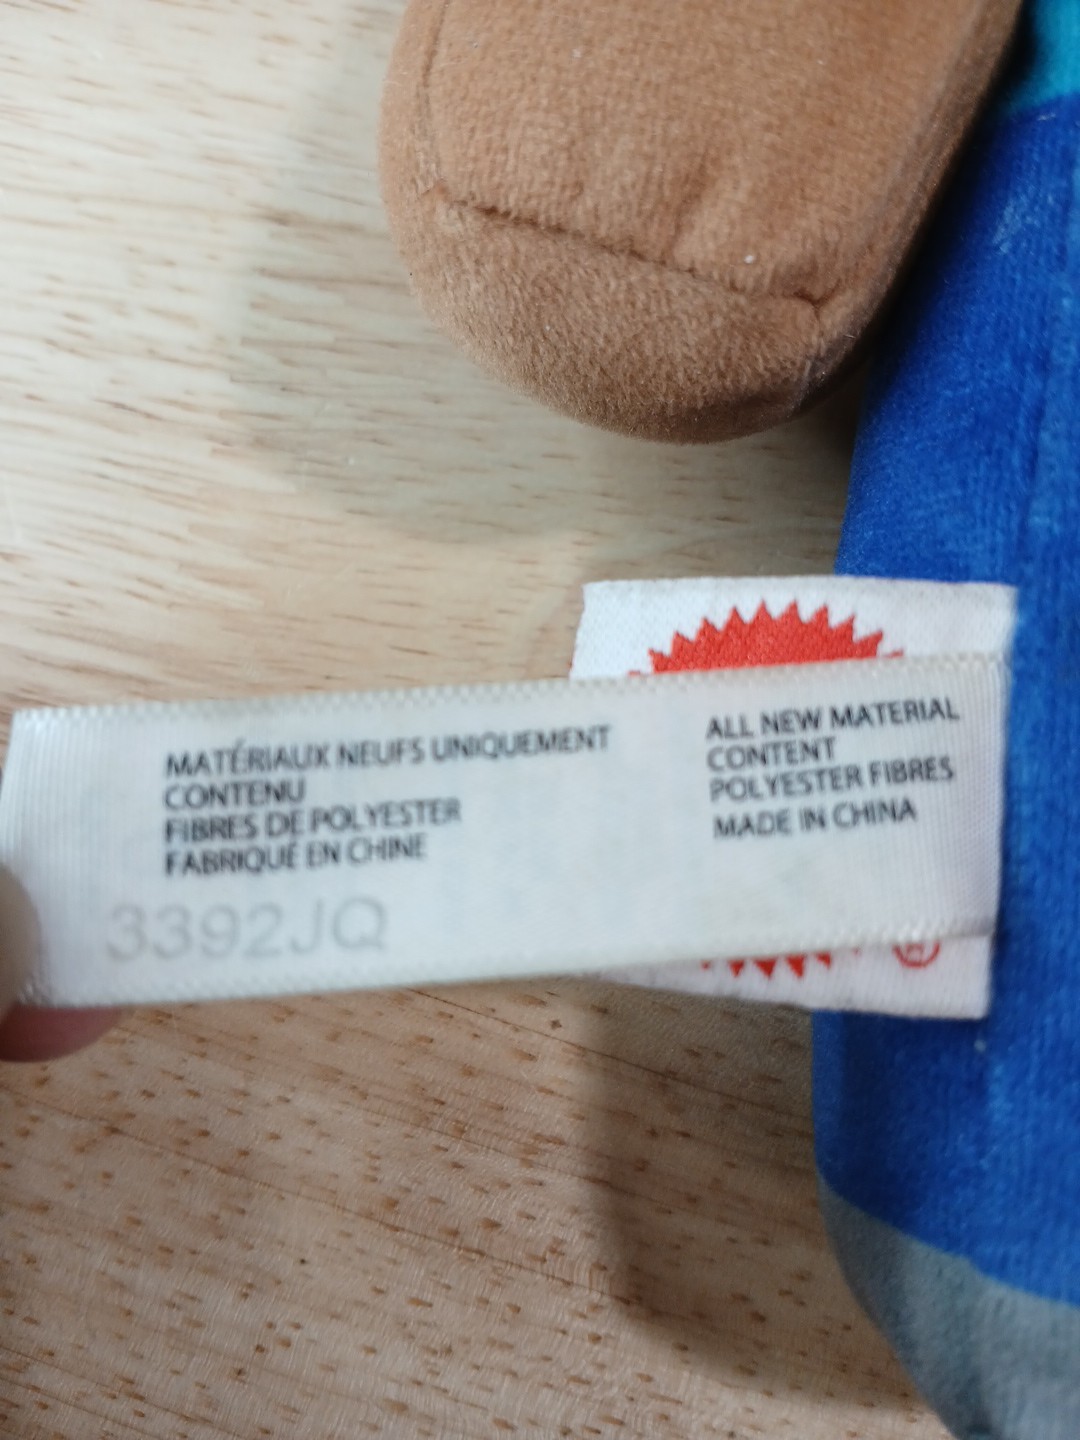 MATÉRIAUX NEUFS UNIQUEMENT
CONTENU
FIBRES DE POLYESTER
FABRIQUÉ EN CHINE
3392JQ
ALL NEW MATERIAL
CONTENT
POLYESTER FIBRES
MADE IN CHINA
®